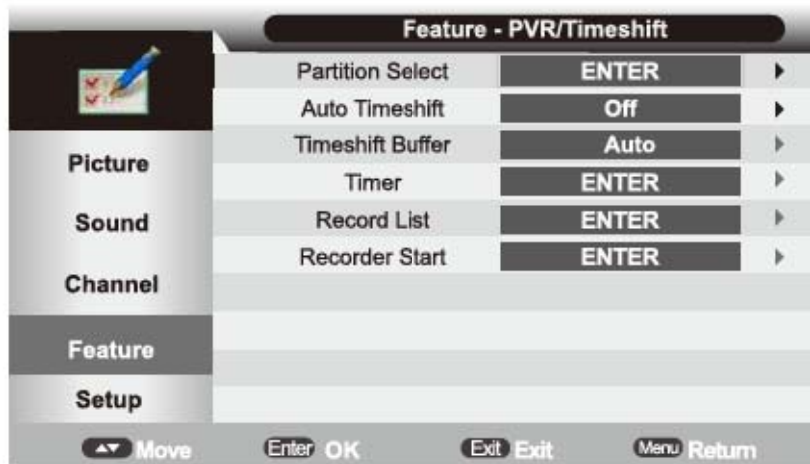 Feature - PVR/Timeshift
Partition Select ENTER
Auto Timeshift Off
Timeshift Buffer Auto
Timer ENTER
Record List ENTER
Recorder Start ENTER
Picture
Sound
Channel
Feature
Setup
Move Enter OK Exit Exit Menu Return